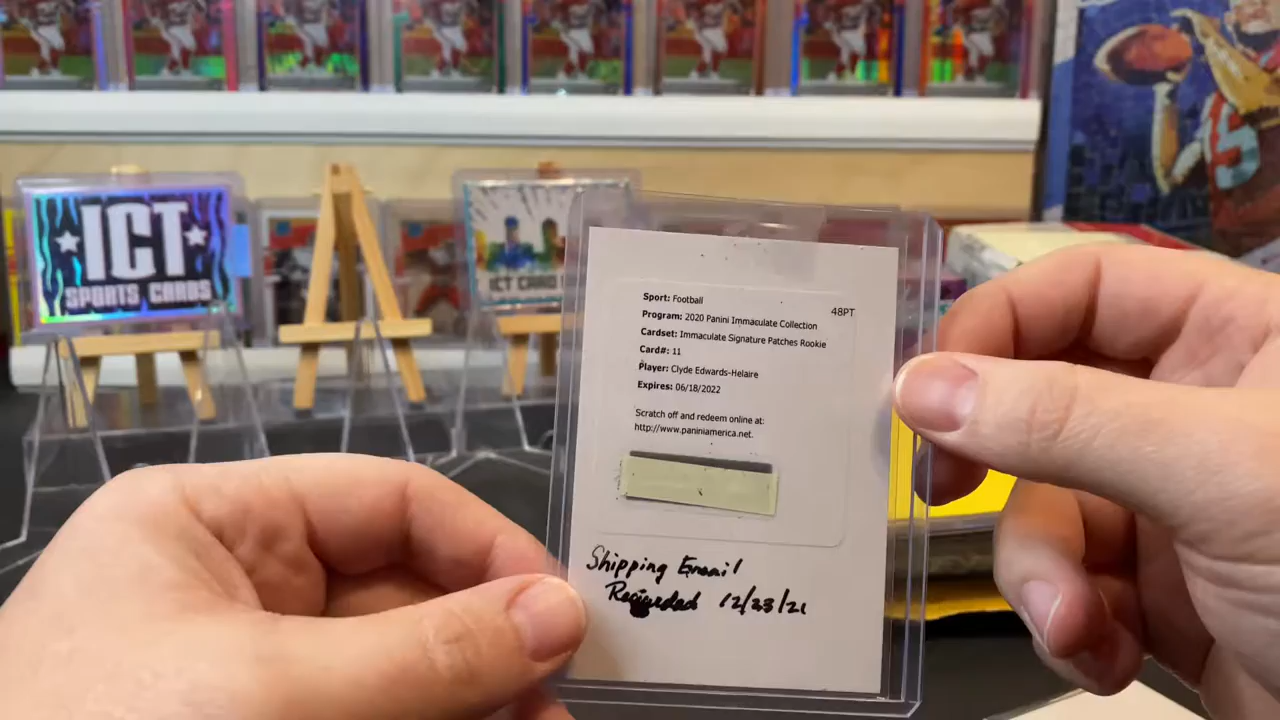 ICT
SPORTS CARDS
ICT CARD
Sport: Football
48PT
Program: 2020 Panini Immaculate Collection
Cardset: Immaculate Signature Patches Rookie
Card#: 11
Player: Clyde Edwards-Helaire
Expires: 06/18/2022
Scratch off and redeem online at:
http://www.paniniamerica.net.
Shipping Email
12/23/21